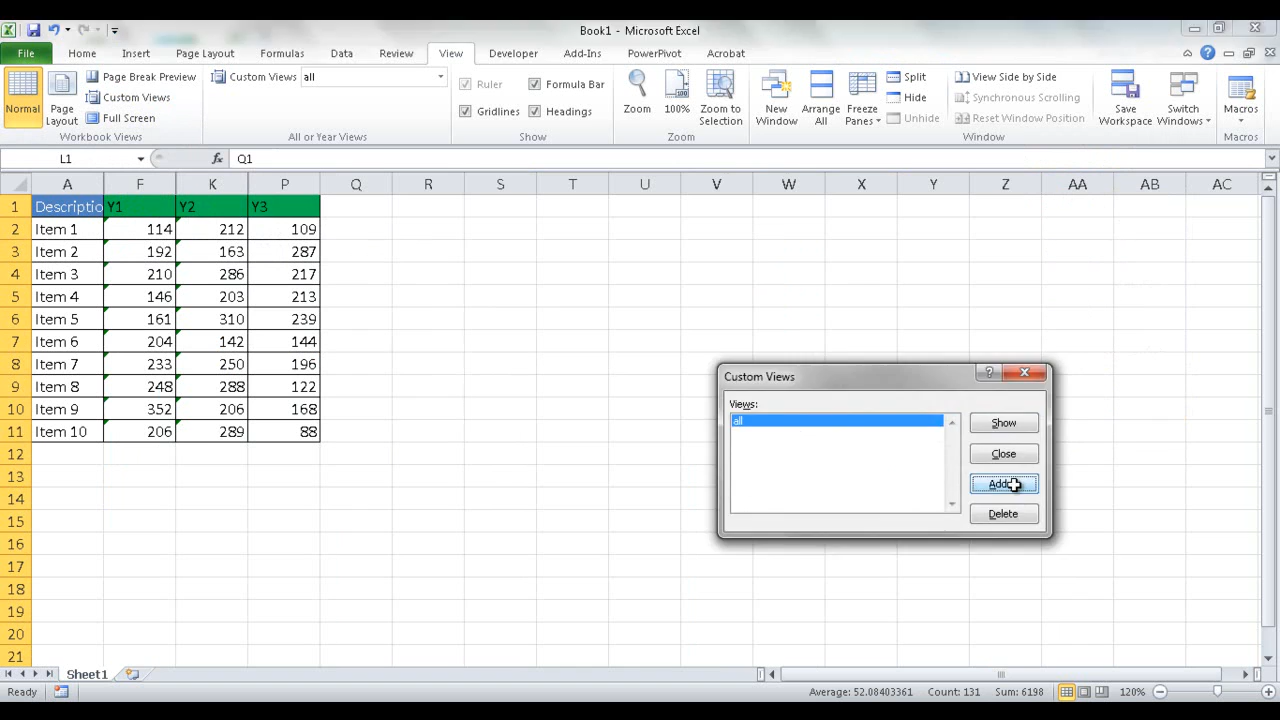 Book1 - Microsoft Excel
File Home Insert Page Layout Formulas Data Review View Developer Add-Ins PowerPivot Acrobat
Normal
Page Layout
Page Break Preview
Custom Views
Full Screen
Workbook Views
Custom Views all
All or Year Views
Ruler Formula Bar
Gridlines Headings
Show
Zoom
100%
Zoom to Selection
Zoom
New Window
Arrange All
Freeze Panes
Split
Hide
Unhide
View Side by Side
Synchronous Scrolling
Reset Window Position
Window
Save Workspace
Switch Windows
Macros
Macros
L1 fx Q1
A F K P Q R S T U V W X Y Z AA AB AC
1 Descriptio Y1 Y2 Y3
2 Item 1 114 212 109
3 Item 2 192 163 287
4 Item 3 210 286 217
5 Item 4 146 203 213
6 Item 5 161 310 239
7 Item 6 204 142 144
8 Item 7 233 250 196
9 Item 8 248 288 122
10 Item 9 352 206 168
11 Item 10 206 289 88
12
13
14
15
16
17
18
19
20
21
Custom Views
Views:
all
Show
Close
Add
Delete
Sheet1
Ready Average: 52.08403361 Count: 131 Sum: 6198 120%